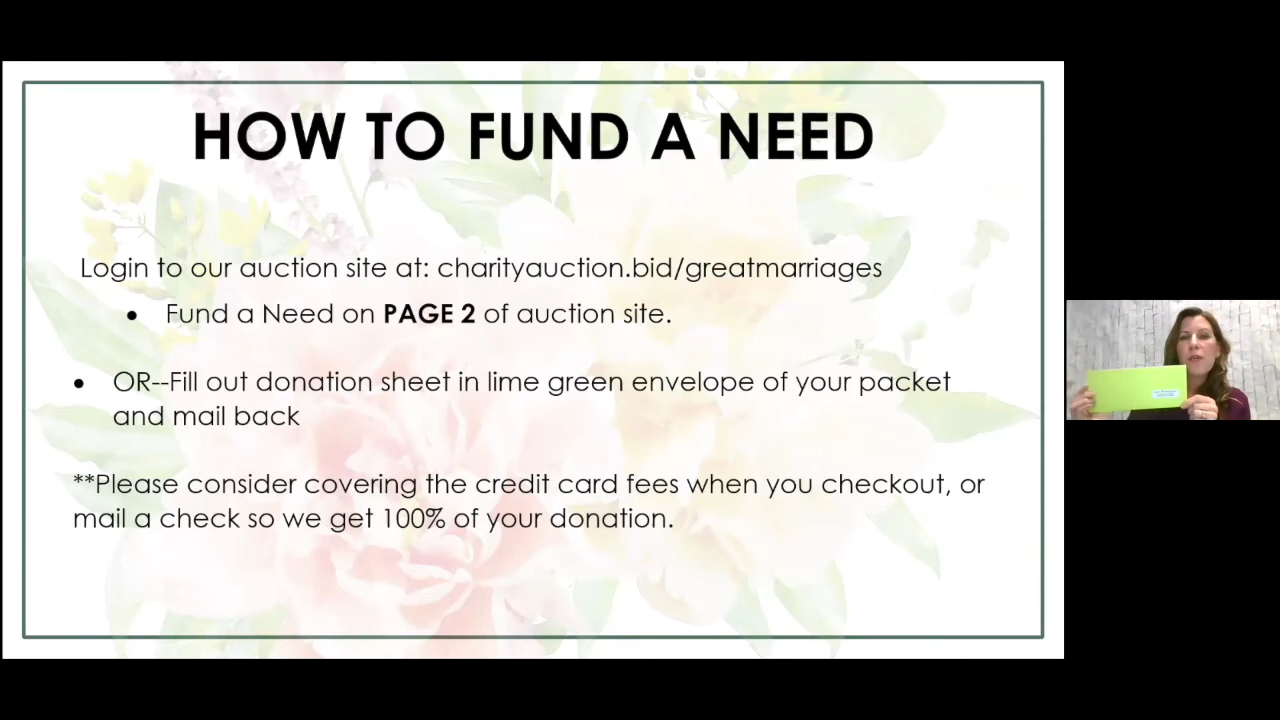 HOW TO FUND A NEED
Login to our auction site at: charityauction.bid/greatmarriages
• Fund a Need on PAGE 2 of auction site.
• OR--Fill out donation sheet in lime green envelope of your packet
and mail back
**Please consider covering the credit card fees when you checkout, or
mail a check so we get 100% of your donation.